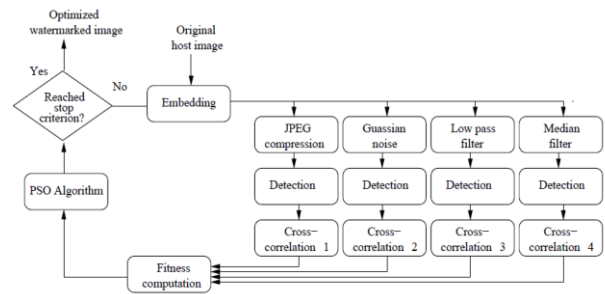 Optimized
watermarked image
Original
host image
Yes
No
Reached
stop
criterion?
Embedding
JPEG
compression
Guassian
noise
Low pass
filter
Median
filter
PSO Algorithm
Detection
Detection
Detection
Detection
Cross-
correlation 1
Cross-
correlation 2
Cross-
correlation 3
Cross-
correlation 4
Fitness
computation